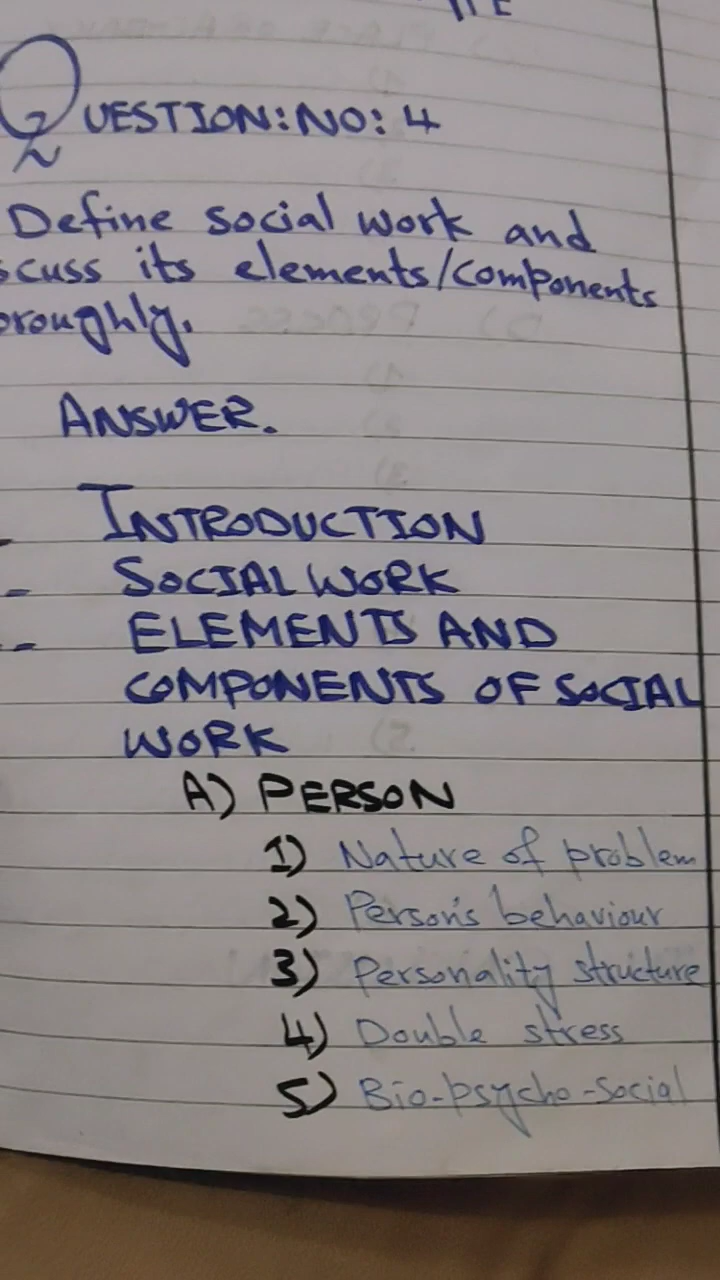 QUESTION:NO: 4
Define social work and
scuss its elements/components
oroughly.
ANSWER.
- INTRODUCTION
- SOCIAL WORK
- ELEMENTS AND
COMPONENTS OF SOCIAL
WORK
A) PERSON
1) Nature of problem
2) Person's behaviour
3) Personality structure
4) Double stress
5) Bio-psycho-social